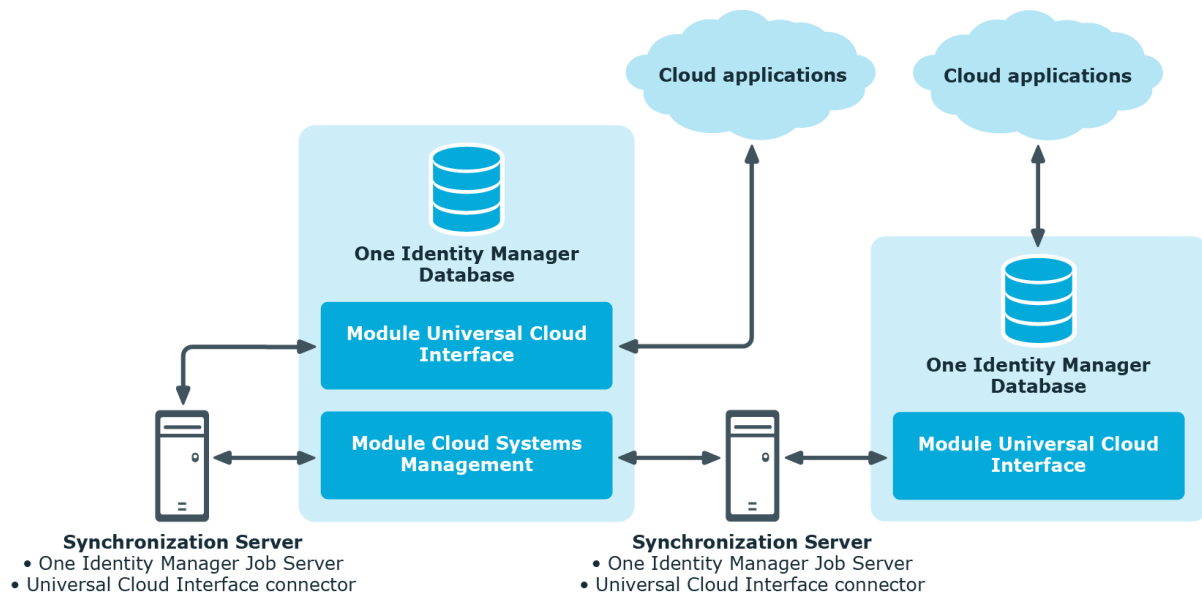 Cloud applications
Cloud applications
One Identity Manager
Database
Module Universal Cloud
Interface
Module Cloud Systems
Management
One Identity Manager
Database
Module Universal Cloud
Interface
Synchronization Server
• One Identity Manager Job Server
• Universal Cloud Interface connector
Synchronization Server
• One Identity Manager Job Server
• Universal Cloud Interface connector